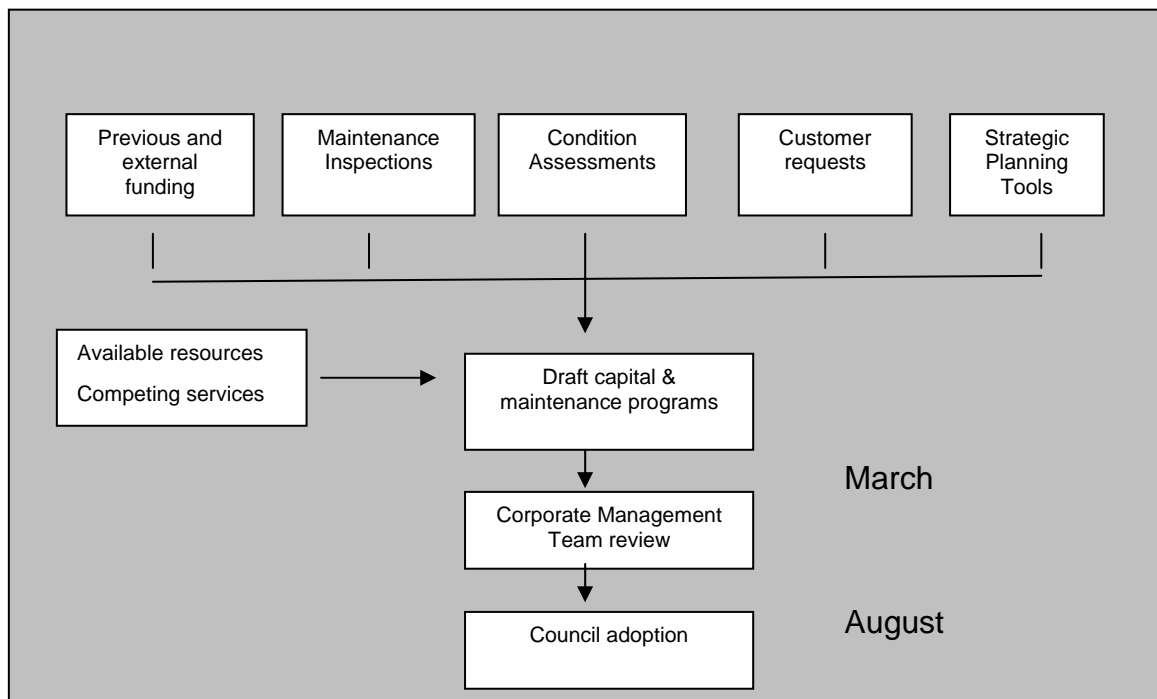 Previous and
external
funding
Maintenance
Inspections
Condition
Assessments
Customer
requests
Strategic
Planning
Tools
Available resources
Competing services
Draft capital &
maintenance programs
March
Corporate Management
Team review
August
Council adoption